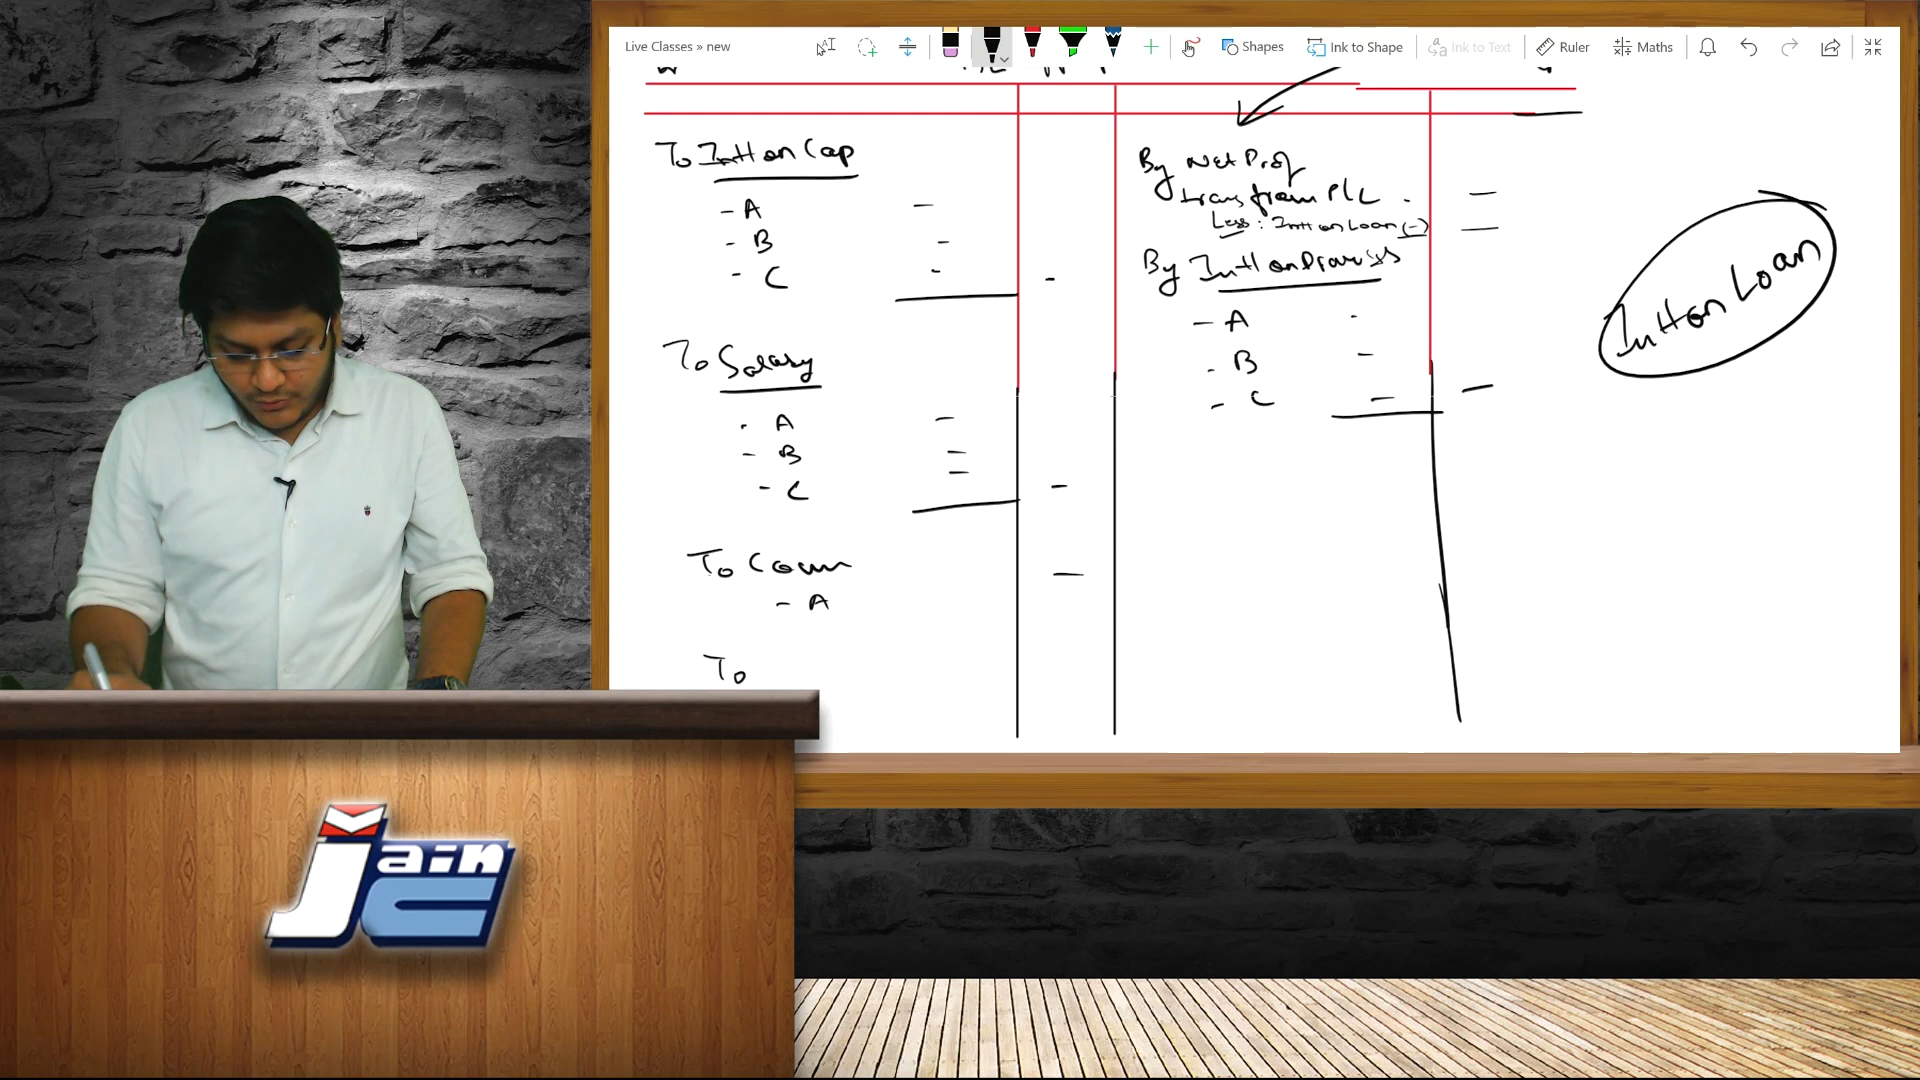 Live Classes » new
Shapes
Ink to Shape
Ink to Text
Ruler
Maths
To Intt on Cap
- A
- B
- C
To Salary
- A
- B
- C
To Comm
- A
To
By Net Prof
trans from P/L
Less: Intt on Loan (-)
By Intt on Drawings
- A
- B
- C
Intt on Loan
Jain
C